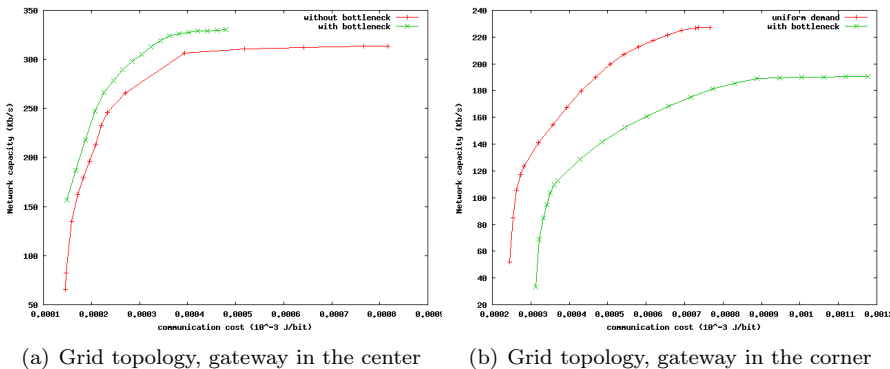 350
300
250
200
150
100
50
Network capacity (Kb/s)
0.0001 0.0002 0.0003 0.0004 0.0005 0.0006 0.0007 0.0008 0.0009
communication cost (10^-3 J/bit)
without bottleneck
with bottleneck
(a) Grid topology, gateway in the center
240
220
200
180
160
140
120
100
80
60
40
20
Network capacity (Kb/s)
0.0002 0.0003 0.0004 0.0005 0.0006 0.0007 0.0008 0.0009 0.001 0.0011 0.0012
communication cost (10^-3 J/bit)
uniform demand
with bottleneck
(b) Grid topology, gateway in the corner